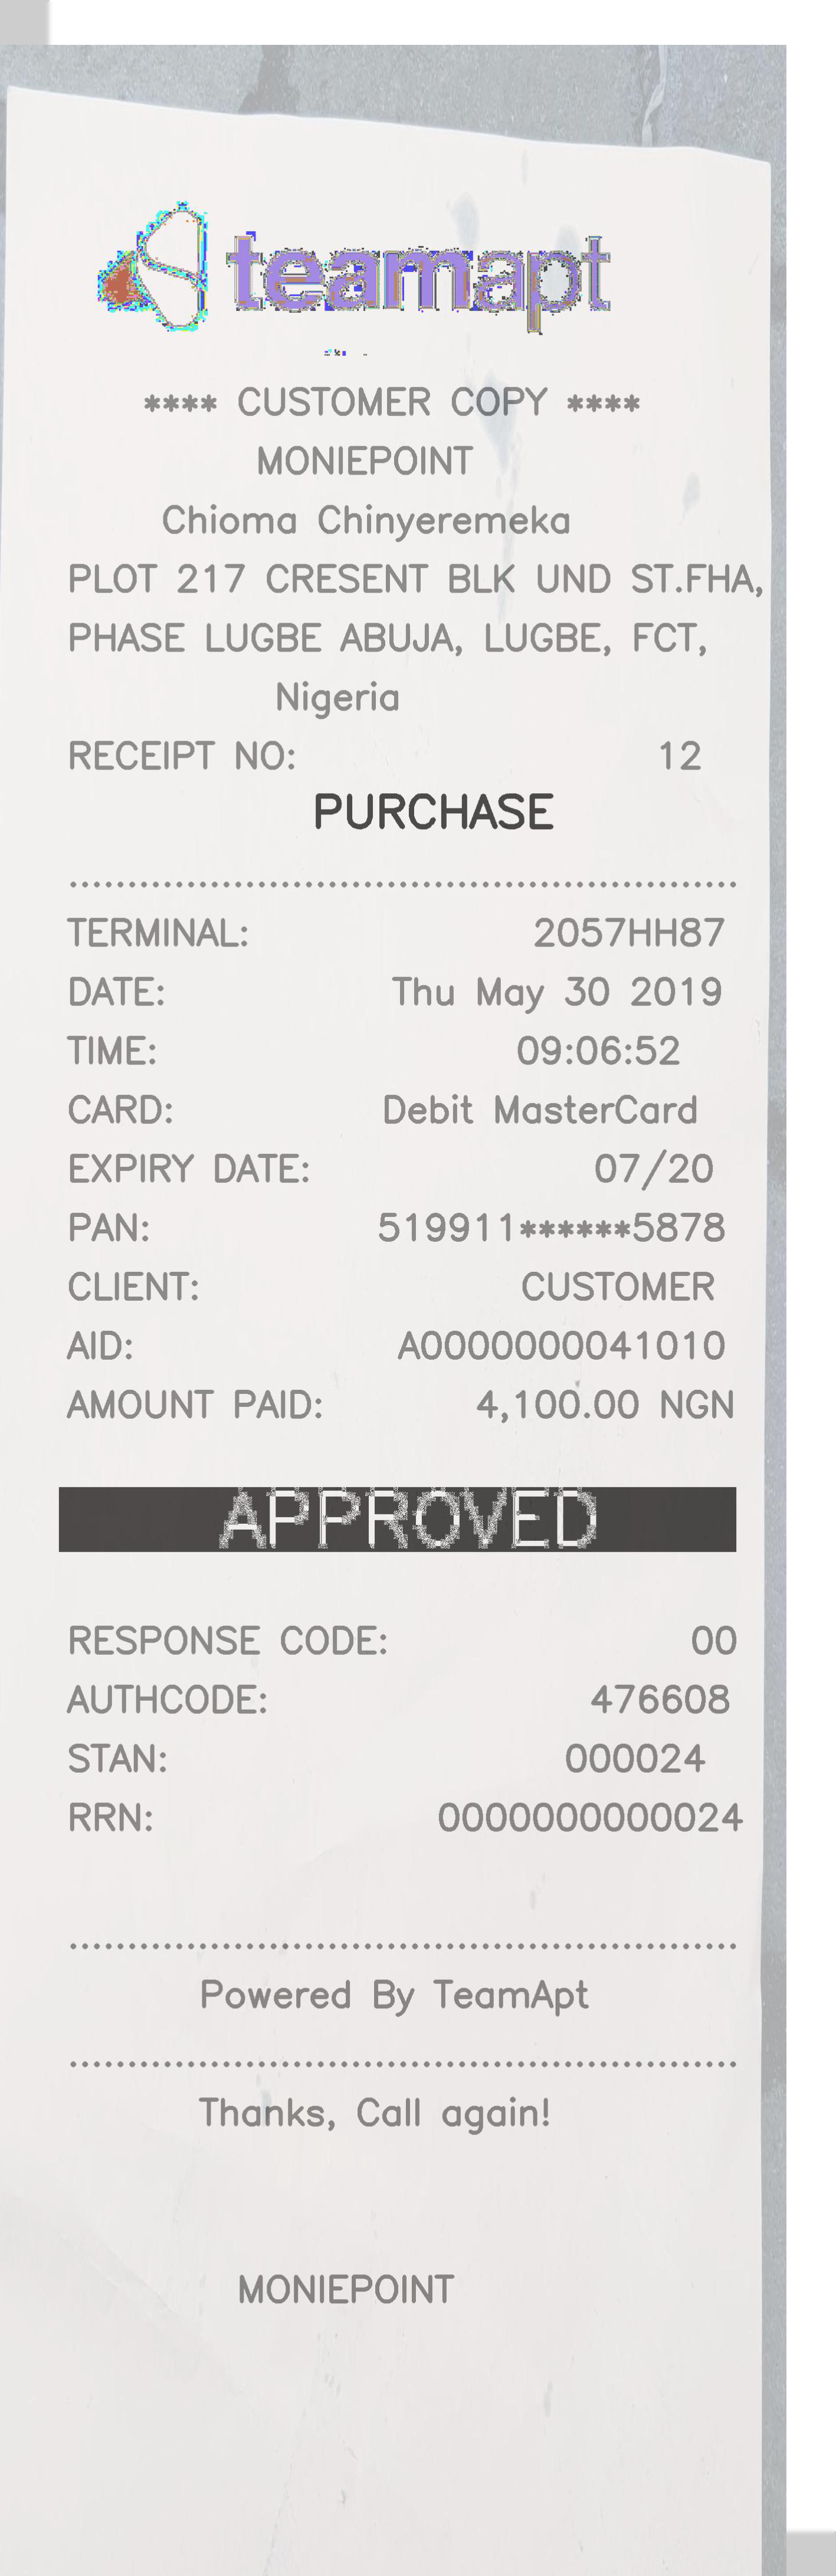 teamapt
**** CUSTOMER COPY ****
MONIEPOINT
Chioma Chinyeremeka
PLOT 217 CRESENT BLK UND ST.FHA,
PHASE LUGBE ABUJA, LUGBE, FCT,
Nigeria
RECEIPT NO: 12
PURCHASE
TERMINAL: 2057HH87
DATE: Thu May 30 2019
TIME: 09:06:52
CARD: Debit MasterCard
EXPIRY DATE: 07/20
PAN: 519911******5878
CLIENT: CUSTOMER
AID: A0000000041010
AMOUNT PAID: 4,100.00 NGN
APPROVED
RESPONSE CODE: 00
AUTHCODE: 476608
STAN: 000024
RRN: 0000000000024
Powered By TeamApt
Thanks, Call again!
MONIEPOINT